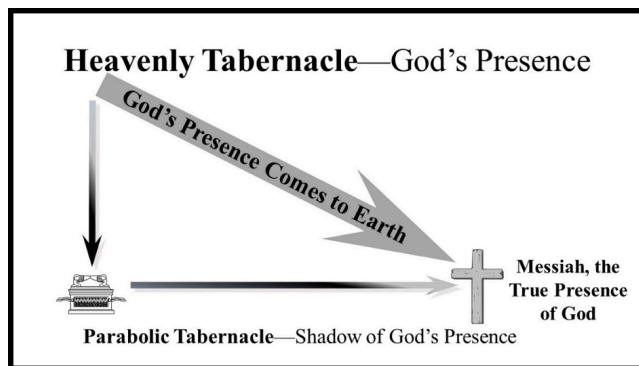 Heavenly Tabernacle—God’s Presence
God’s Presence Comes to Earth
Messiah, the
True Presence
of God
Parabolic Tabernacle—Shadow of God’s Presence